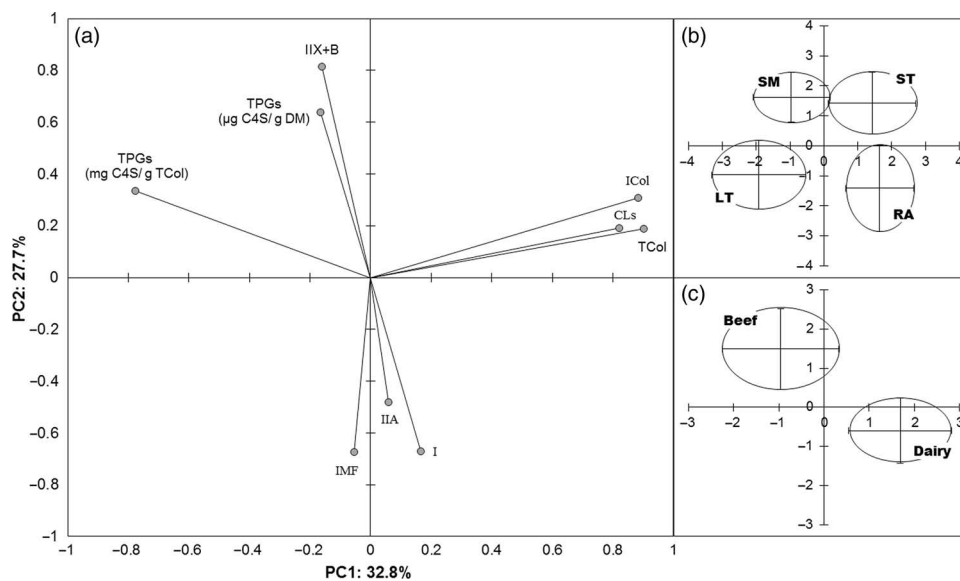 (a)
1
0.8
0.6
0.4
0.2
0
−0.2
−0.4
−0.6
−0.8
−1
PC2: 27.7%
IIX+B
TPGs
(µg C4S/ g DM)
TPGs
(mg C4S/ g TCol)
ICol
CLs
TCol
IIA
I
IMF
−1 −0.8 −0.6 −0.4 −0.2 0 0.2 0.4 0.6 0.8 1
PC1: 32.8%
(b)
4
3
2
1
0
−1
−2
−3
−4
SM
ST
−4 −3 −2 −1 0 1 2 3 4
LT
RA
(c)
3
2
1
0
−1
−2
−3
Beef
−4 −3 −2 −1 0 1 2 3
Dairy